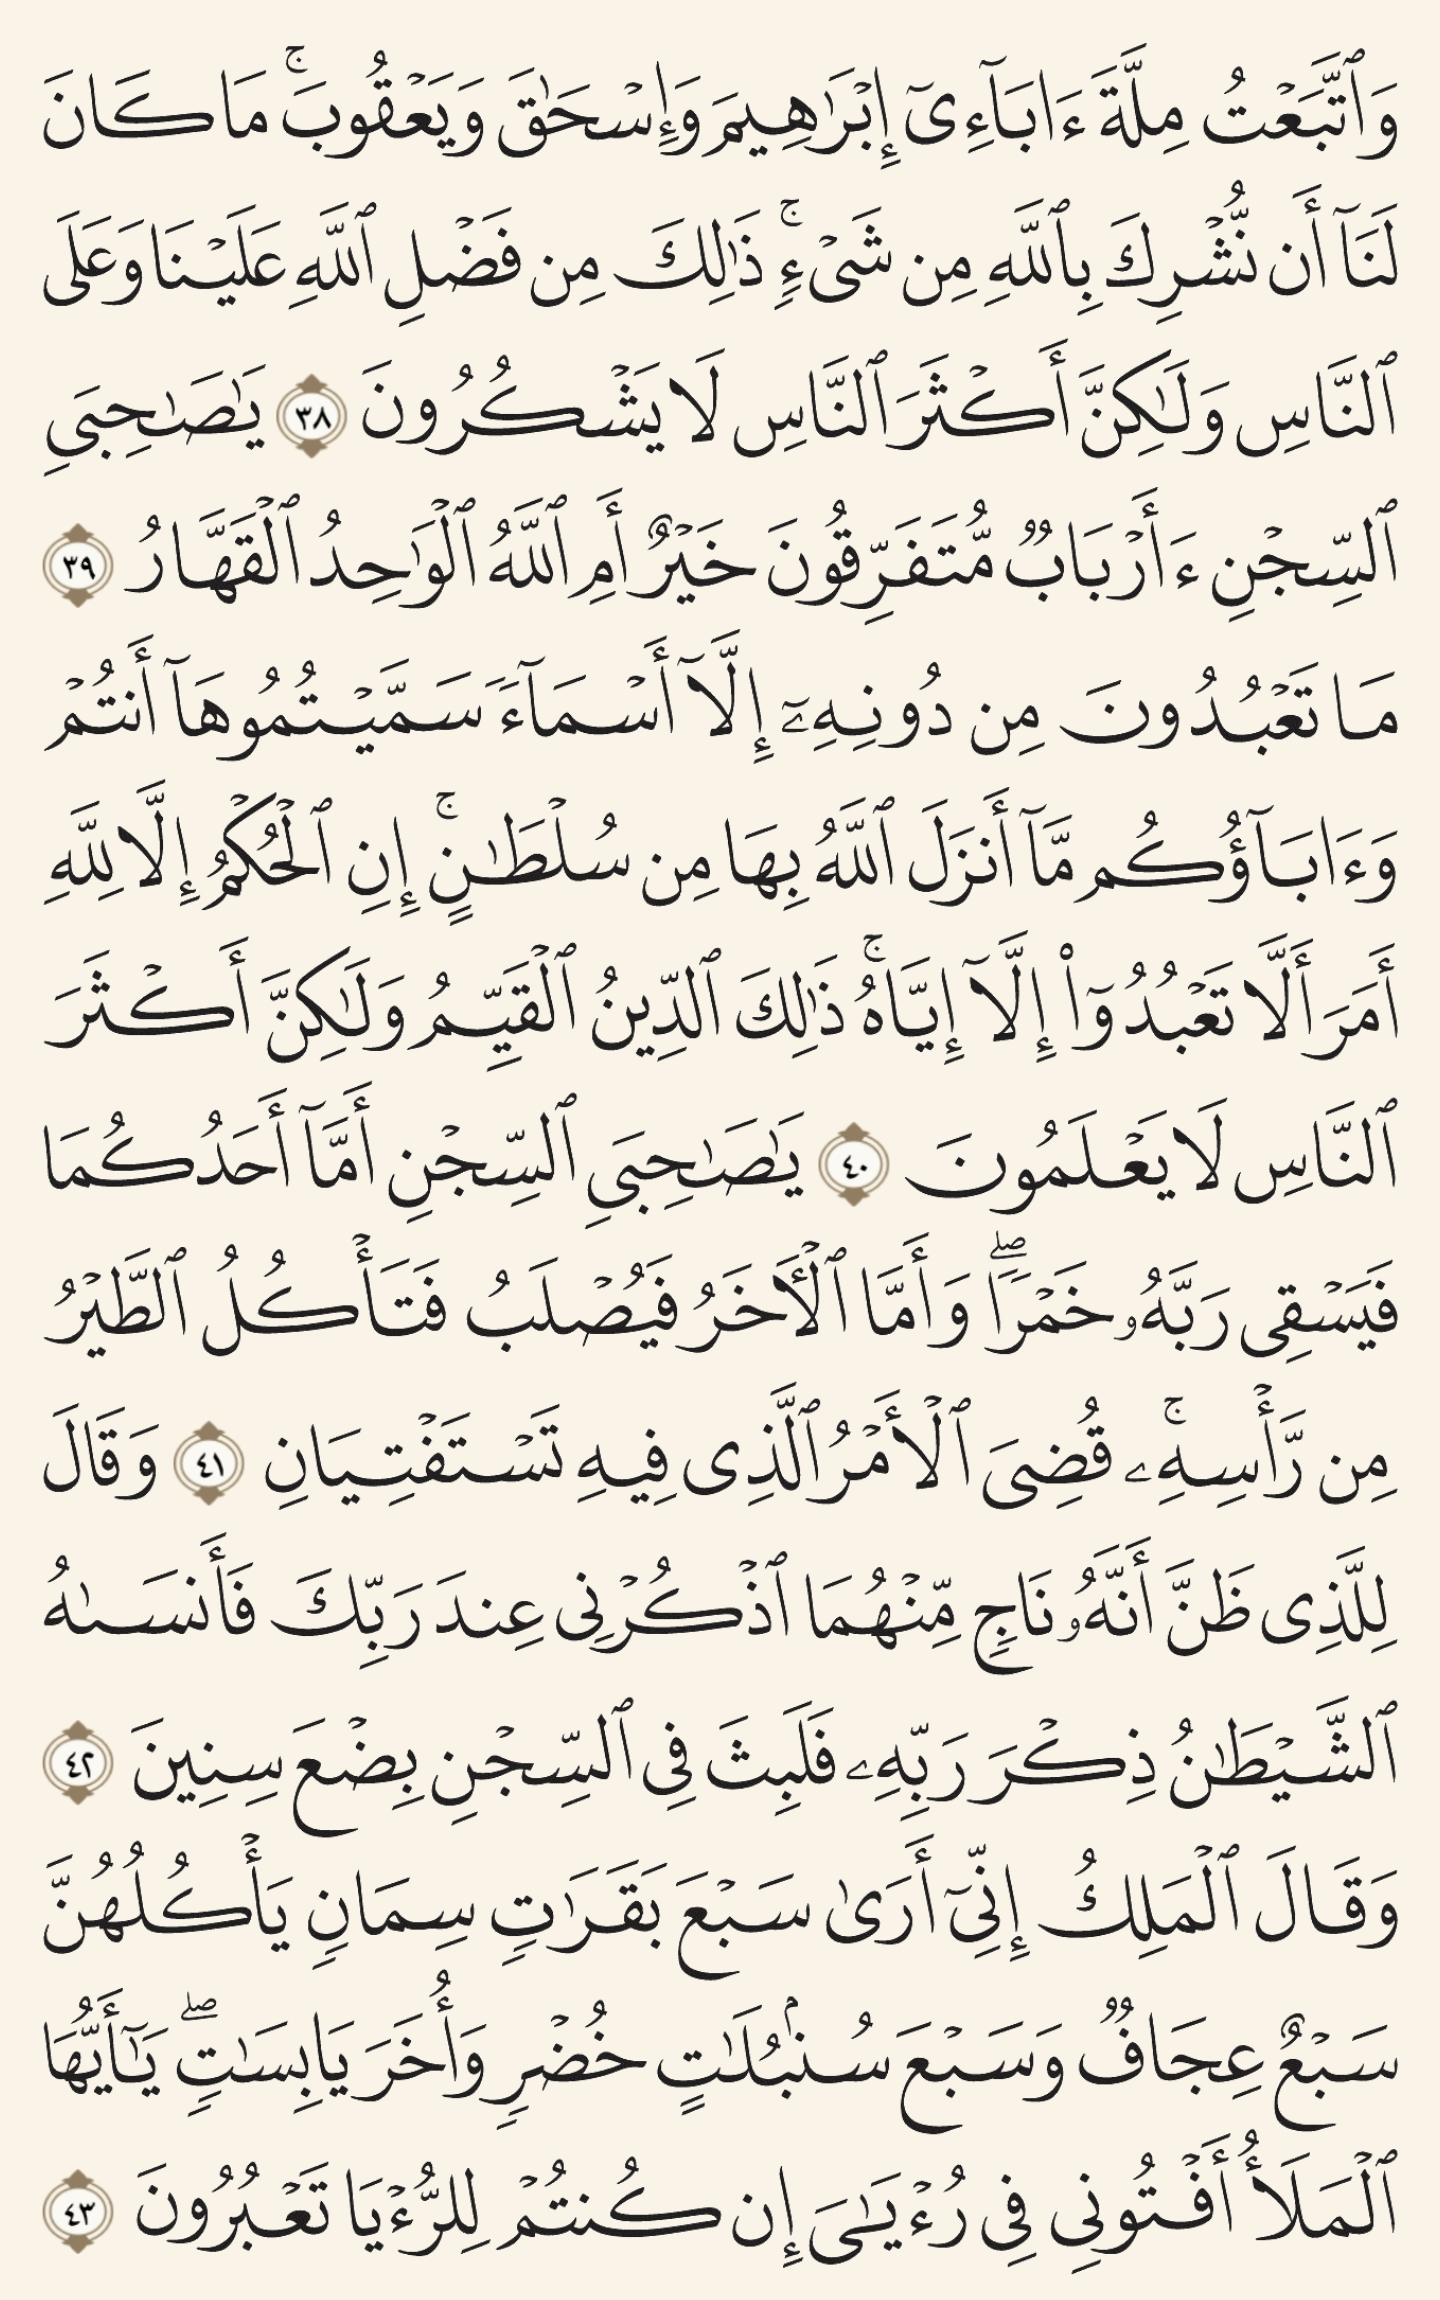 وَٱتَّبَعْتُ مِلَّةَ ءَابَآءِىٓ إِبْرَٰهِيمَ وَإِسْحَٰقَ وَيَعْقُوبَ ۚ مَا كَانَ
لَنَآ أَن نُّشْرِكَ بِٱللَّهِ مِن شَىْءٍ ۚ ذَٰلِكَ مِن فَضْلِ ٱللَّهِ عَلَيْنَا وَعَلَى
ٱلنَّاسِ وَلَٰكِنَّ أَكْثَرَ ٱلنَّاسِ لَا يَشْكُرُونَ ٣٨ يَٰصَٰحِبَىِ
ٱلسِّجْنِ ءَأَرْبَابٌ مُّتَفَرِّقُونَ خَيْرٌ أَمِ ٱللَّهُ ٱلْوَٰحِدُ ٱلْقَهَّارُ ٣٩
مَا تَعْبُدُونَ مِن دُونِهِۦٓ إِلَّآ أَسْمَآءً سَمَّيْتُمُوهَآ أَنتُمْ
وَءَابَآؤُكُم مَّآ أَنزَلَ ٱللَّهُ بِهَا مِن سُلْطَٰنٍ ۚ إِنِ ٱلْحُكْمُ إِلَّا لِلَّهِ
أَمَرَ أَلَّا تَعْبُدُوٓا۟ إِلَّآ إِيَّاهُ ۚ ذَٰلِكَ ٱلدِّينُ ٱلْقَيِّمُ وَلَٰكِنَّ أَكْثَرَ
ٱلنَّاسِ لَا يَعْلَمُونَ ٤٠ يَٰصَٰحِبَىِ ٱلسِّجْنِ أَمَّآ أَحَدُكُمَا
فَيَسْقِى رَبَّهُۥ خَمْرًا ۖ وَأَمَّا ٱلْءَاخَرُ فَيُصْلَبُ فَتَأْكُلُ ٱلطَّيْرُ
مِن رَّأْسِهِۦ ۚ قُضِىَ ٱلْأَمْرُ ٱلَّذِى فِيهِ تَسْتَفْتِيَانِ ٤١ وَقَالَ
لِلَّذِى ظَنَّ أَنَّهُۥ نَاجٍ مِّنْهُمَا ٱذْكُرْنِى عِندَ رَبِّكَ فَأَنسَىٰهُ
ٱلشَّيْطَٰنُ ذِكْرَ رَبِّهِۦ فَلَبِثَ فِى ٱلسِّجْنِ بِضْعَ سِنِينَ ٤٢
وَقَالَ ٱلْمَلِكُ إِنِّىٓ أَرَىٰ سَبْعَ بَقَرَٰتٍ سِمَانٍ يَأْكُلُهُنَّ
سَبْعٌ عِجَافٌ وَسَبْعَ سُنۢبُلَٰتٍ خُضْرٍ وَأُخَرَ يَابِسَٰتٍ ۖ يَٰٓأَيُّهَا
ٱلْمَلَأُ أَفْتُونِى فِى رُءْيَٰىَ إِن كُنتُمْ لِلرُّءْيَا تَعْبُرُونَ ٤٣